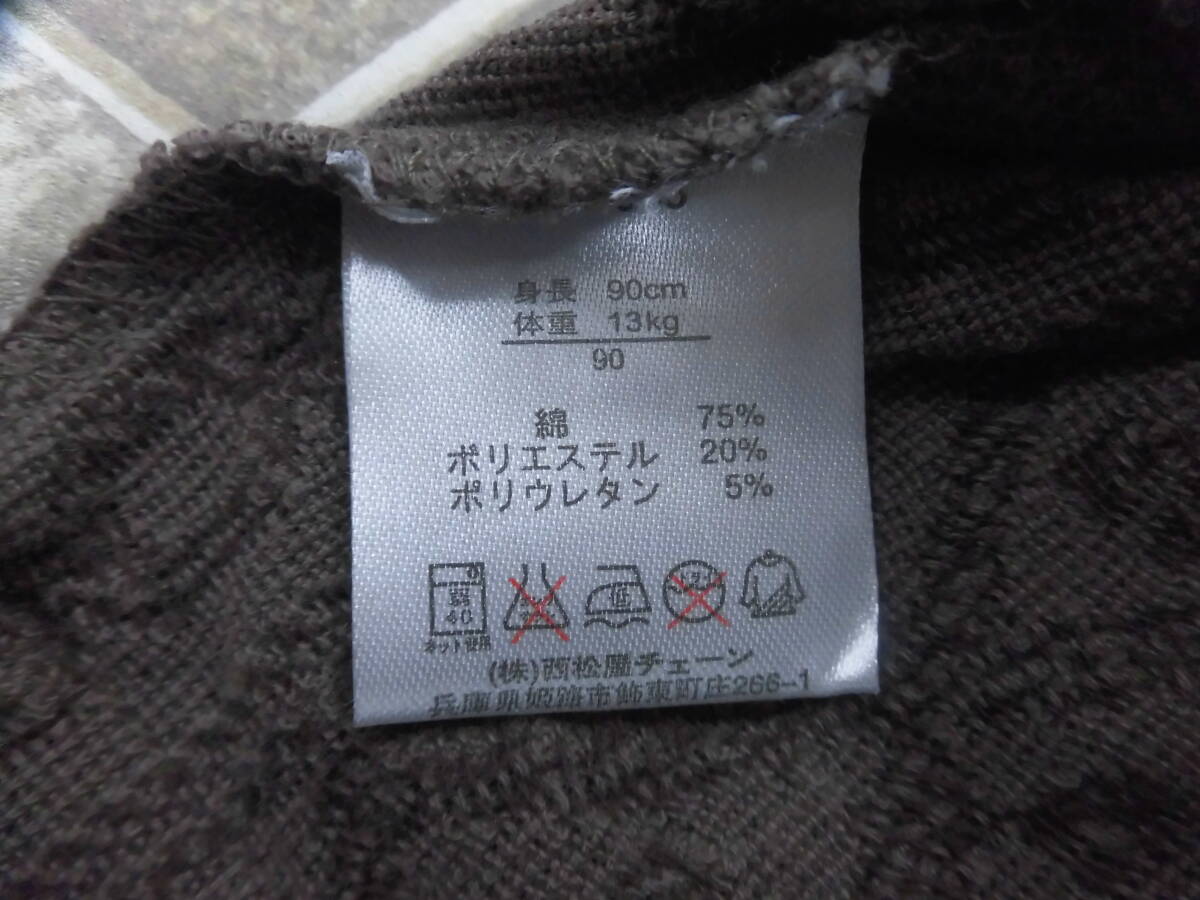 身長 90cm
体重 13kg
90
綿 75%
ポリエステル 20%
ポリウレタン 5%
弱
40
低
ネット使用
(株)西松屋チェーン
兵庫県姫路市飾東町庄266-1